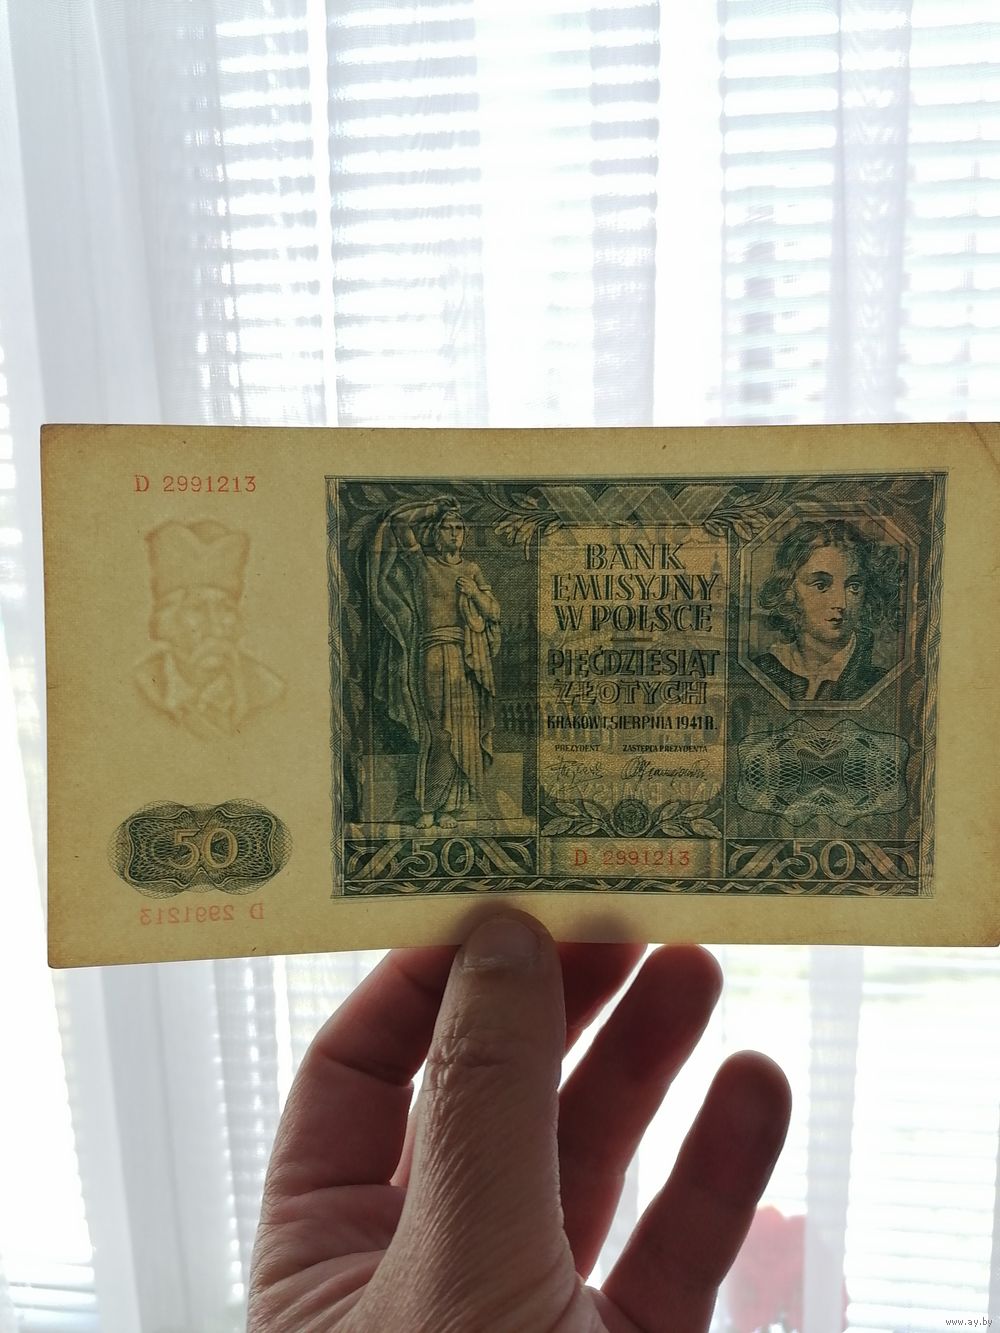 D 2991213
BANK
EMISYJNY
W POLSCE
PIĘĆDZIESIĄT
ZŁOTYCH
KRAKÓW 1, SIERPNIA 1941 R.
PREZYDENT ZASTĘPCA PREZYDENTA
50
50
D 2991213
50
D 2991213
www.ay.by